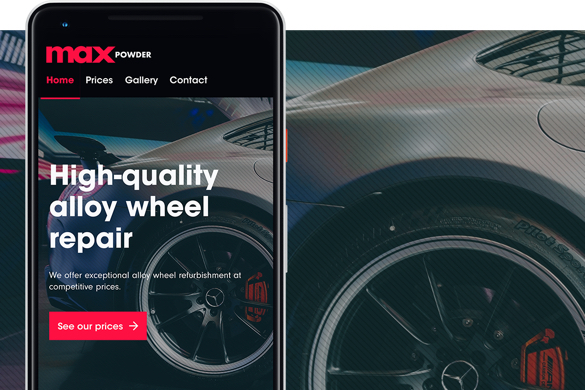 max POWDER
Home Prices Gallery Contact
High-quality
alloy wheel
repair
We offer exceptional alloy wheel refurbishment at
competitive prices.
See our prices →